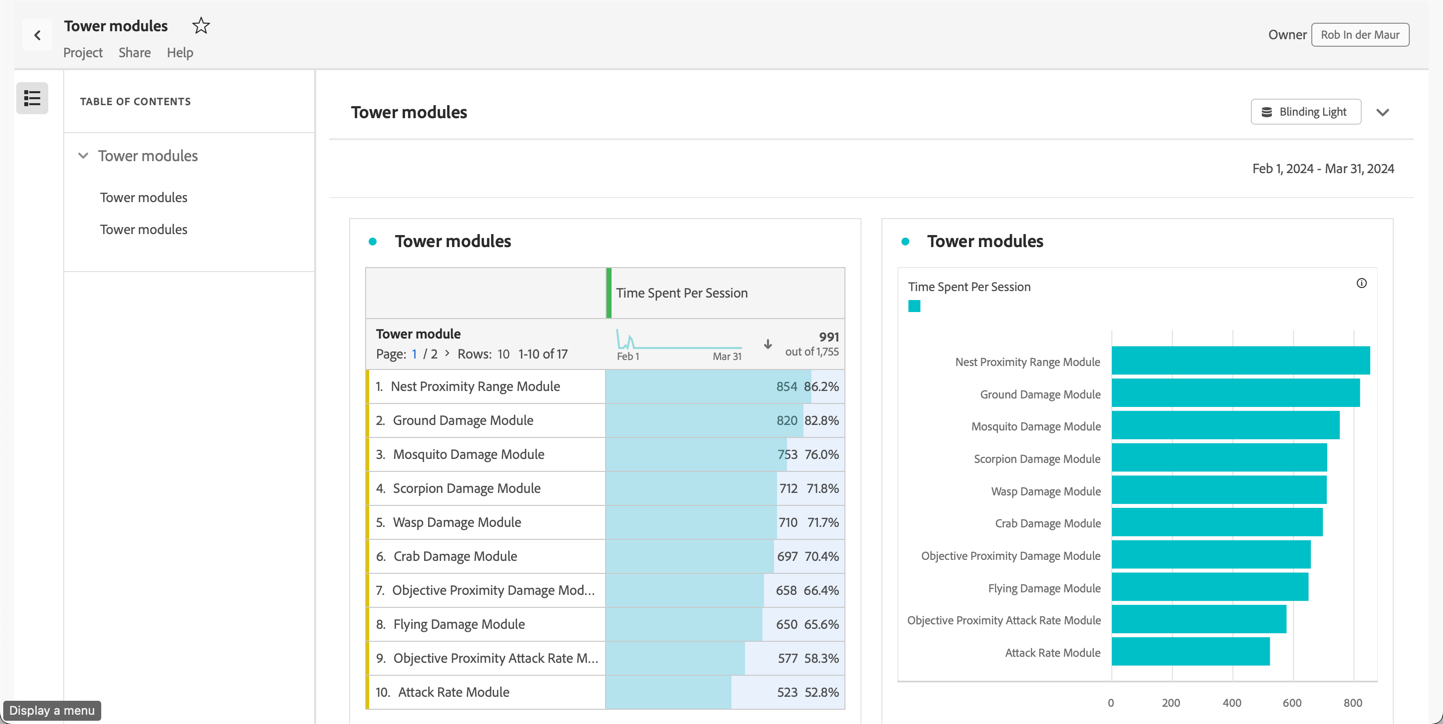 Tower modules
Owner Rob In der Maur
Project Share Help
TABLE OF CONTENTS
Tower modules
Tower modules
Tower modules
Tower modules
Blinding Light
Feb 1, 2024 - Mar 31, 2024
Tower modules
Time Spent Per Session
Tower module
Page: 1 / 2 > Rows: 10 1-10 of 17
Feb 1 Mar 31
991
out of 1,755
1. Nest Proximity Range Module 854 86.2%
2. Ground Damage Module 820 82.8%
3. Mosquito Damage Module 753 76.0%
4. Scorpion Damage Module 712 71.8%
5. Wasp Damage Module 710 71.7%
6. Crab Damage Module 697 70.4%
7. Objective Proximity Damage Mod... 658 66.4%
8. Flying Damage Module 650 65.6%
9. Objective Proximity Attack Rate M... 577 58.3%
10. Attack Rate Module 523 52.8%
Tower modules
Time Spent Per Session
Nest Proximity Range Module
Ground Damage Module
Mosquito Damage Module
Scorpion Damage Module
Wasp Damage Module
Crab Damage Module
Objective Proximity Damage Module
Flying Damage Module
Objective Proximity Attack Rate Module
Attack Rate Module
0 200 400 600 800
Display a menu